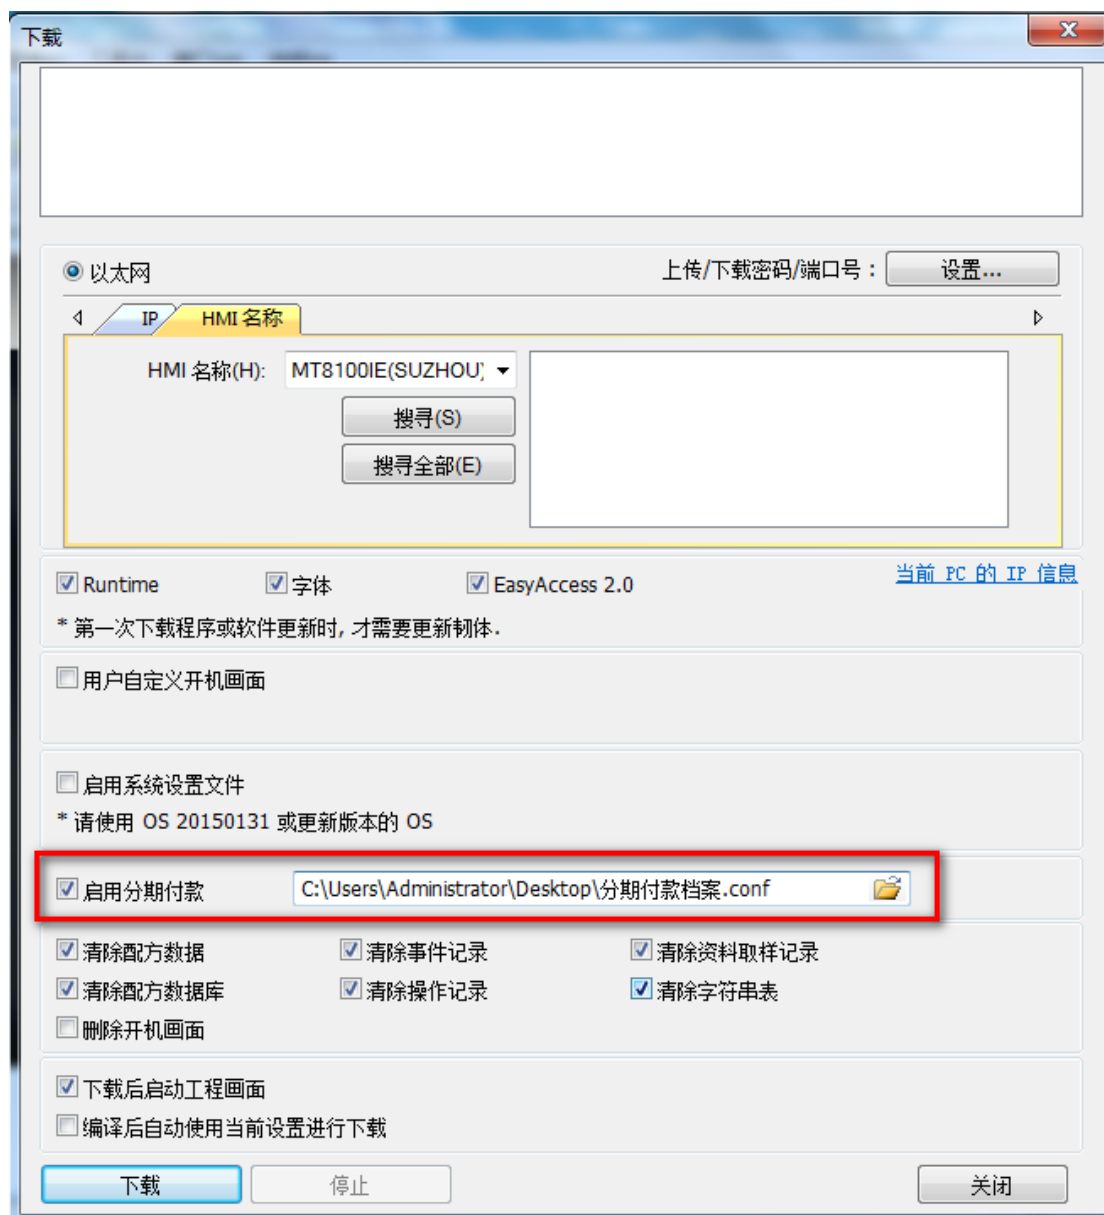 下载
以太网
上传/下载密码/端口号：
设置...
IP
HMI 名称
HMI 名称(H):
MT8100IE(SUZHOU)
搜寻(S)
搜寻全部(E)
Runtime
字体
EasyAccess 2.0
当前 PC 的 IP 信息
* 第一次下载程序或软件更新时, 才需要更新韧体.
用户自定义开机画面
启用系统设置文件
* 请使用 OS 20150131 或更新版本的 OS
启用分期付款
C:\Users\Administrator\Desktop\分期付款档案.conf
清除配方数据
清除事件记录
清除资料取样记录
清除配方数据库
清除操作记录
清除字符串表
删除开机画面
下载后启动工程画面
编译后自动使用当前设置进行下载
下载
停止
关闭